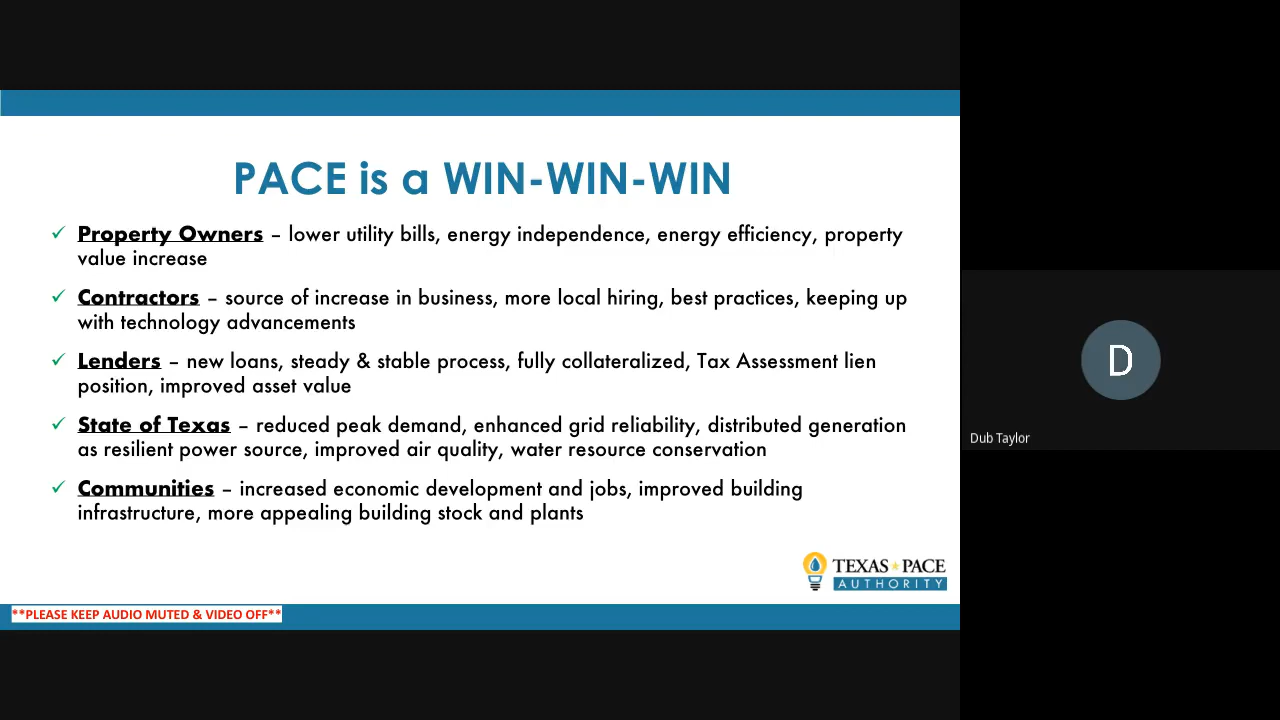 PACE is a WIN-WIN-WIN
✓ Property Owners – lower utility bills, energy independence, energy efficiency, property
value increase
✓ Contractors – source of increase in business, more local hiring, best practices, keeping up
with technology advancements
✓ Lenders – new loans, steady & stable process, fully collateralized, Tax Assessment lien
position, improved asset value
✓ State of Texas – reduced peak demand, enhanced grid reliability, distributed generation
as resilient power source, improved air quality, water resource conservation
✓ Communities – increased economic development and jobs, improved building
infrastructure, more appealing building stock and plants
TEXAS PACE
AUTHORITY
**PLEASE KEEP AUDIO MUTED & VIDEO OFF**
D
Dub Taylor